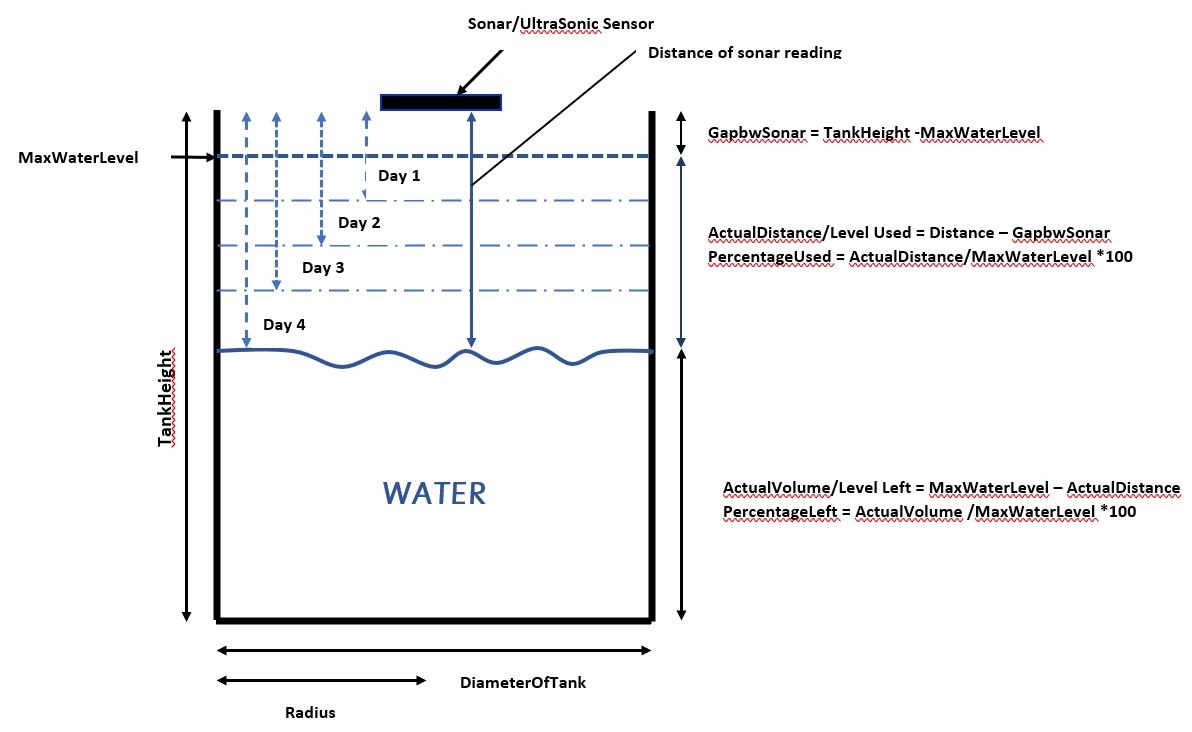 Sonar/UltraSonic Sensor
Distance of sonar reading
GapbwSonar = TankHeight -MaxWaterLevel
MaxWaterLevel
Day 1
Day 2
ActualDistance/Level Used = Distance – GapbwSonar
PercentageUsed = ActualDistance/MaxWaterLevel *100
Day 3
Day 4
TankHeight
WATER
ActualVolume/Level Left = MaxWaterLevel – ActualDistance
PercentageLeft = ActualVolume /MaxWaterLevel *100
DiameterOfTank
Radius